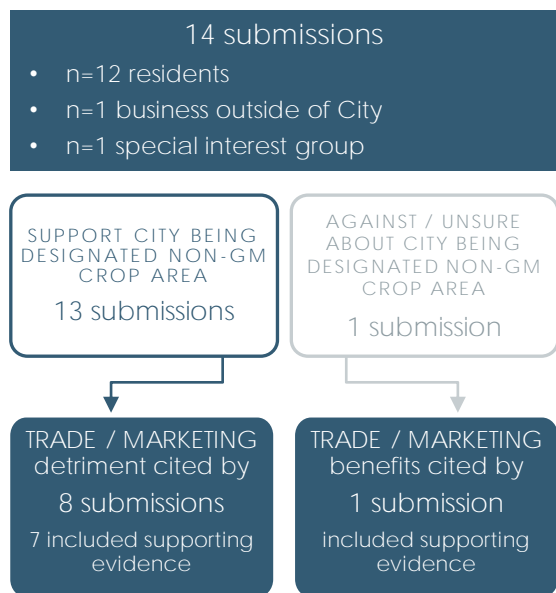 14 submissions
• n=12 residents
• n=1 business outside of City
• n=1 special interest group
SUPPORT CITY BEING
DESIGNATED NON-GM
CROP AREA
13 submissions
AGAINST / UNSURE
ABOUT CITY BEING
DESIGNATED NON-GM
CROP AREA
1 submission
TRADE / MARKETING
detriment cited by
8 submissions
7 included supporting
evidence
TRADE / MARKETING
benefits cited by
1 submission
included supporting
evidence